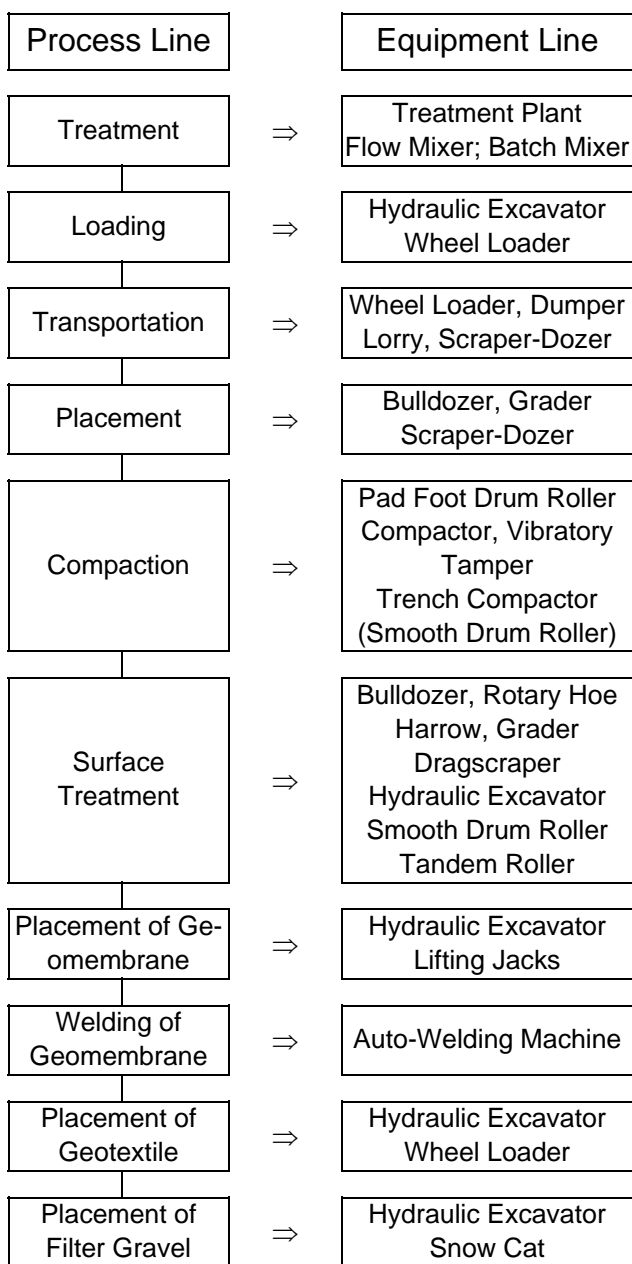 Process Line
Equipment Line
Treatment
⇒
Treatment Plant
Flow Mixer; Batch Mixer
Loading
⇒
Hydraulic Excavator
Wheel Loader
Transportation
⇒
Wheel Loader, Dumper
Lorry, Scraper-Dozer
Placement
⇒
Bulldozer, Grader
Scraper-Dozer
Compaction
⇒
Pad Foot Drum Roller
Compactor, Vibratory
Tamper
Trench Compactor
(Smooth Drum Roller)
Surface
Treatment
⇒
Bulldozer, Rotary Hoe
Harrow, Grader
Dragscraper
Hydraulic Excavator
Smooth Drum Roller
Tandem Roller
Placement of Ge-
omembrane
⇒
Hydraulic Excavator
Lifting Jacks
Welding of
Geomembrane
⇒
Auto-Welding Machine
Placement of
Geotextile
⇒
Hydraulic Excavator
Wheel Loader
Placement of
Filter Gravel
⇒
Hydraulic Excavator
Snow Cat